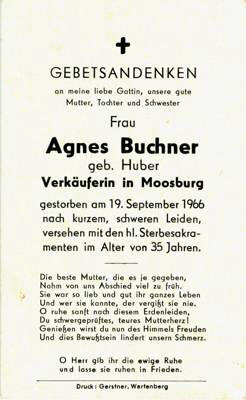 GEBETSANDENKEN
an meine liebe Gattin, unsere gute
Mutter, Tochter und Schwester
Frau
Agnes Buchner
geb. Huber
Verkäuferin in Moosburg
gestorben am 19. September 1966
nach kurzem, schweren Leiden,
versehen mit den hl. Sterbesakra-
menten im Alter von 35 Jahren.
Die beste Mutter, die es je gegeben,
Nahm von uns Abschied viel zu früh.
Sie war so lieb und gut ihr ganzes Leben
Und wer sie kannte, der vergißt sie nie.
O ruhe sanft nach diesem Erdenleiden,
Du schwergeprüftes, teures Mutterherz!
Genießen wirst du nun des Himmels Freuden
Und dies Bewußtsein lindert unsern Schmerz.
O Herr gib ihr die ewige Ruhe
und lasse sie ruhen in Frieden.
Druck: Gerstner, Wartenberg